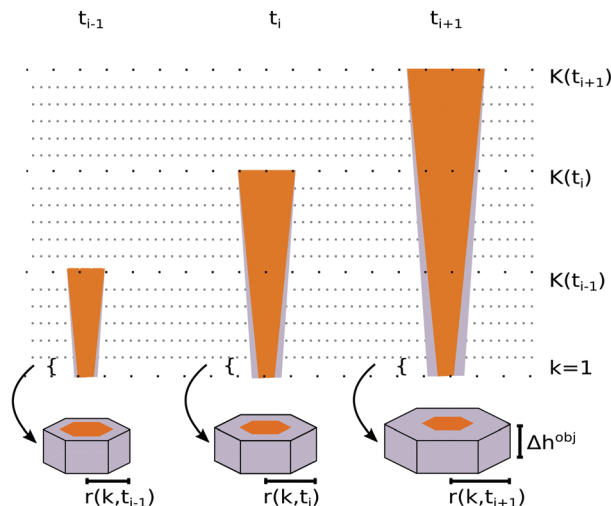 t_{i-1} t_i t_{i+1}
K(t_{i+1})
K(t_i)
K(t_{i-1})
{ { { k=1
Δh^{obj}
r(k,t_{i-1}) r(k,t_i) r(k,t_{i+1})